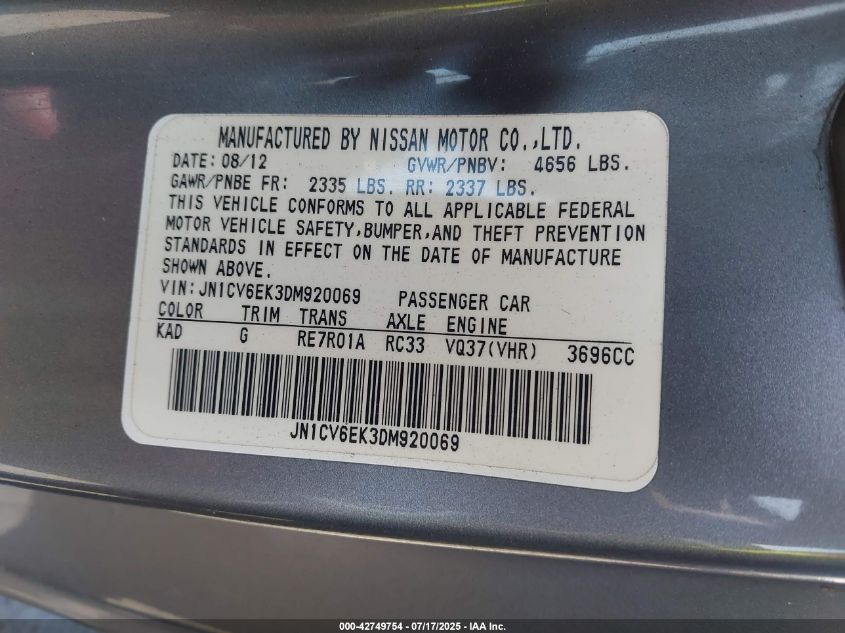 MANUFACTURED BY NISSAN MOTOR CO.,LTD.
DATE: 08/12 GVWR/PNBV: 4656 LBS.
GAWR/PNBE FR: 2335 LBS. RR: 2337 LBS.
THIS VEHICLE CONFORMS TO ALL APPLICABLE FEDERAL
MOTOR VEHICLE SAFETY,BUMPER,AND THEFT PREVENTION
STANDARDS IN EFFECT ON THE DATE OF MANUFACTURE
SHOWN ABOVE.
VIN: JN1CV6EK3DM920069 PASSENGER CAR
COLOR TRIM TRANS AXLE ENGINE
KAD G RE7R01A RC33 VQ37(VHR) 3696CC
JN1CV6EK3DM920069
000-42749754 - 07/17/2025 - IAA Inc.